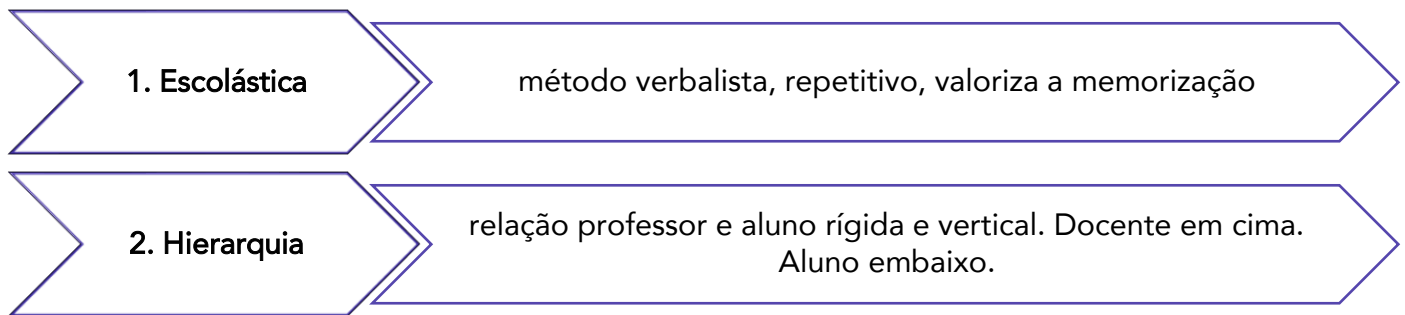 1. Escolástica
método verbalista, repetitivo, valoriza a memorização
2. Hierarquia
relação professor e aluno rígida e vertical. Docente em cima.
Aluno embaixo.